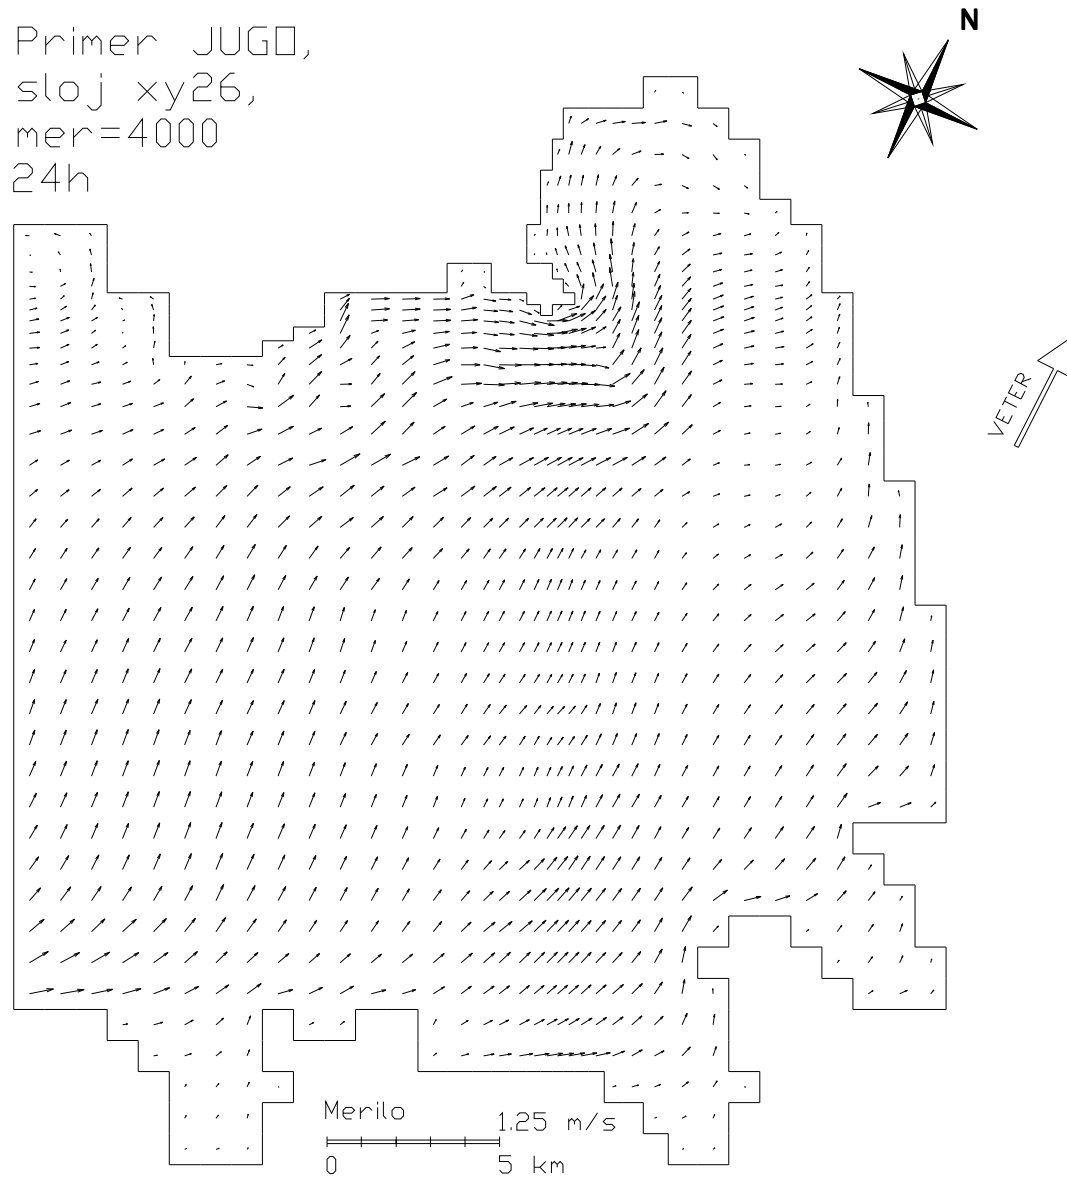 Primer JUGO,
sloj xy26,
mer=4000
24h
N
VETER
Merilo
1.25 m/s
0
5 km